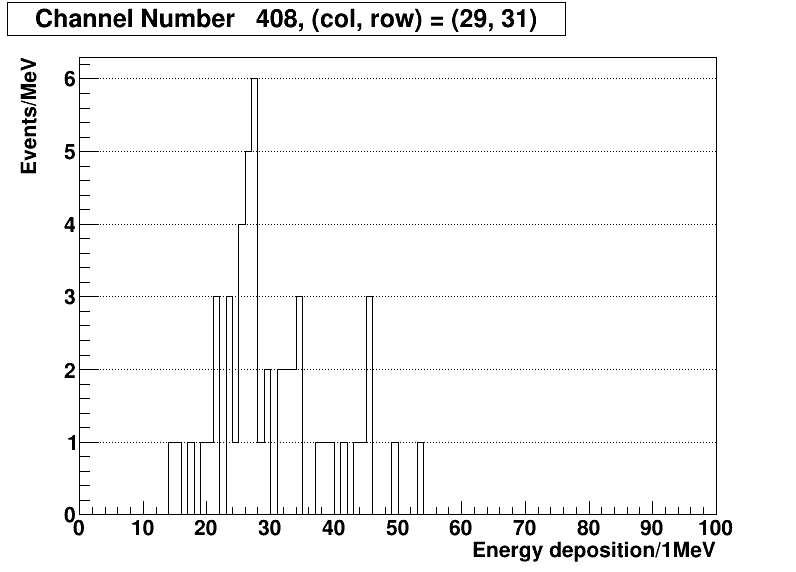 Channel Number 408, (col, row) = (29, 31)
Events/MeV
6
5
4
3
2
1
0
0 10 20 30 40 50 60 70 80 90 100
Energy deposition/1MeV